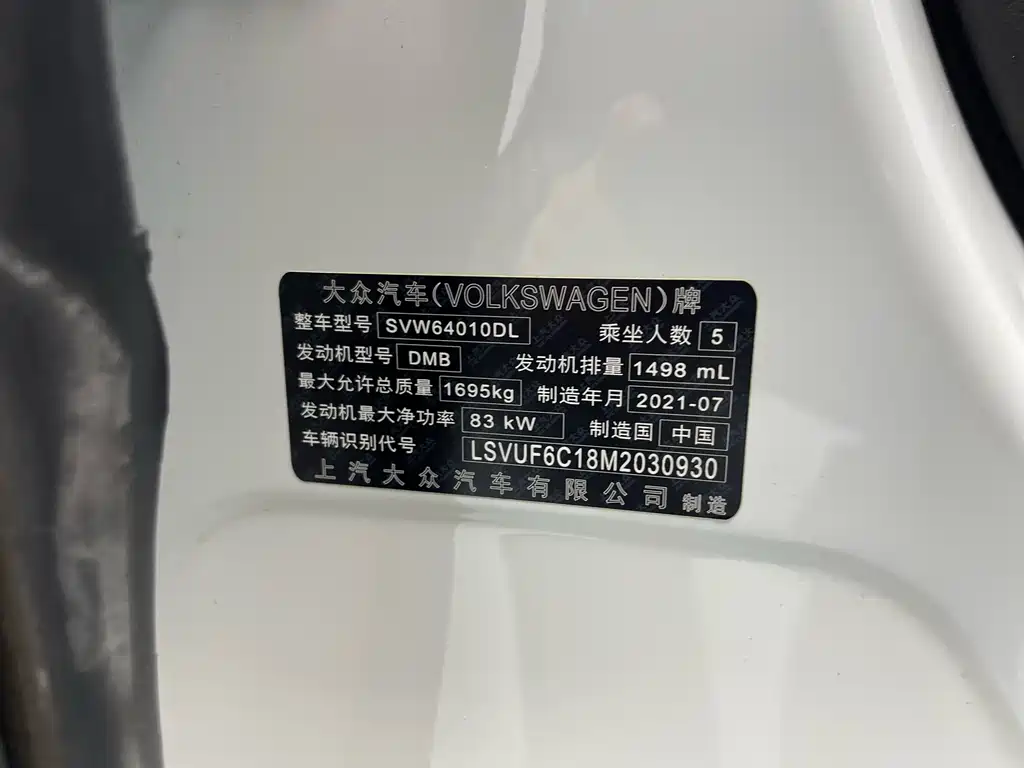 大众汽车(VOLKSWAGEN)牌
整车型号 SVW64010DL 乘坐人数 5
发动机型号 DMB 发动机排量 1498 mL
最大允许总质量 1695kg 制造年月 2021-07
发动机最大净功率 83 kW 制造国 中国
车辆识别代号 LSVUF6C18M2030930
上汽大众汽车有限公司 制造